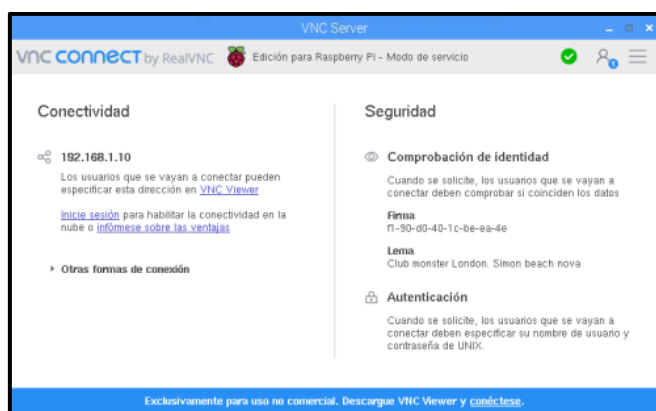 VNC Server
VNC CONNECT by RealVNC Edición para Raspberry Pi - Modo de servicio
1
Conectividad
192.168.1.10
Los usuarios que se vayan a conectar pueden
especificar esta dirección en VNC Viewer
Inicie sesión para habilitar la conectividad en la
nube o infórmese sobre las ventajas
Otras formas de conexión
Seguridad
Comprobación de identidad
Cuando se solicite, los usuarios que se vayan a
conectar deben comprobar si coinciden los datos
Firma
f1-90-d0-40-1c-be-ea-4e
Lema
Club monster London. Simon beach nova
Autenticación
Cuando se solicite, los usuarios que se vayan a
conectar deben especificar su nombre de usuario y
contraseña de UNIX.
Exclusivamente para uso no comercial. Descargue VNC Viewer y conéctese.